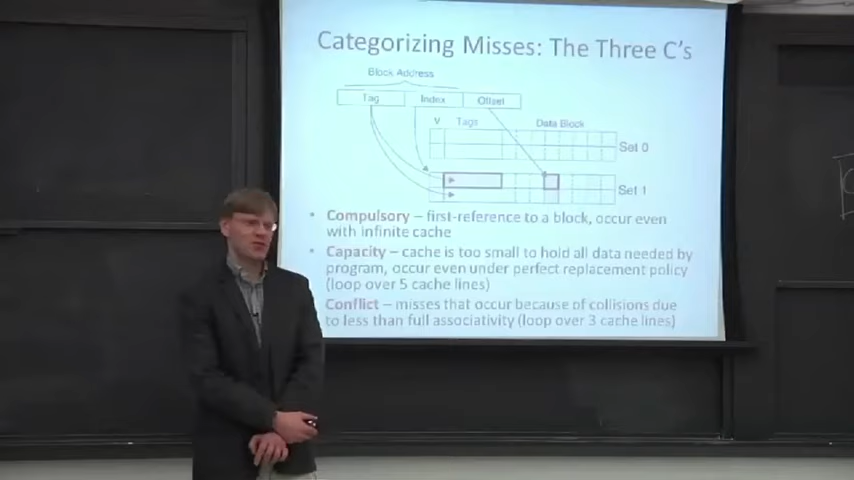 Categorizing Misses: The Three C's
Block Address
Tag Index Offset
V Tags Data Block
Set 0
Set 1
• Compulsory – first-reference to a block, occur even
with infinite cache
• Capacity – cache is too small to hold all data needed by
program, occur even under perfect replacement policy
(loop over 5 cache lines)
• Conflict – misses that occur because of collisions due
to less than full associativity (loop over 3 cache lines)